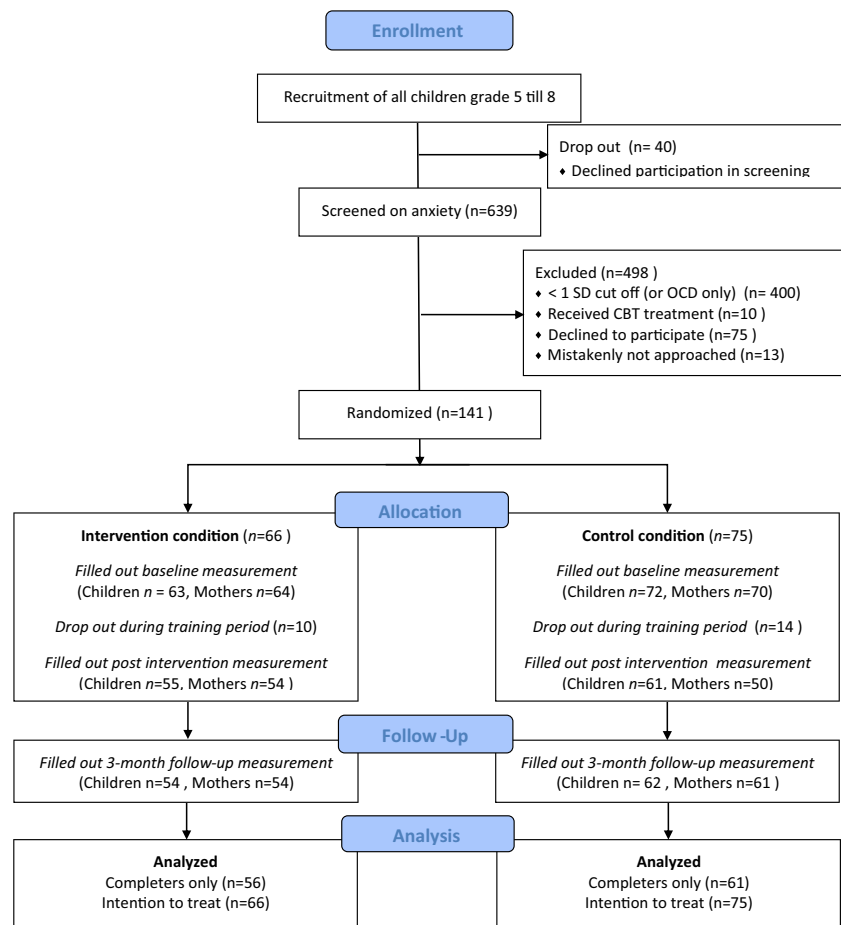 Enrollment
Recruitment of all children grade 5 till 8
Drop out (n= 40)
♦ Declined participation in screening
Screened on anxiety (n=639)
Excluded (n=498 )
♦ < 1 SD cut off (or OCD only) (n= 400)
♦ Received CBT treatment (n=10 )
♦ Declined to participate (n=75 )
♦ Mistakenly not approached (n=13)
Randomized (n=141 )
Allocation
Intervention condition (n=66 )
Filled out baseline measurement
(Children n = 63, Mothers n=64)
Drop out during training period (n=10)
Filled out post intervention measurement
(Children n=55, Mothers n=54 )
Control condition (n=75)
Filled out baseline measurement
(Children n=72, Mothers n=70)
Drop out during training period (n=14 )
Filled out post intervention measurement
(Children n=61, Mothers n=50)
Follow-Up
Filled out 3-month follow-up measurement
(Children n=54 , Mothers n=54)
Filled out 3-month follow-up measurement
(Children n= 62 , Mothers n=61 )
Analysis
Analyzed
Completers only (n=56)
Intention to treat (n=66)
Analyzed
Completers only (n=61)
Intention to treat (n=75)